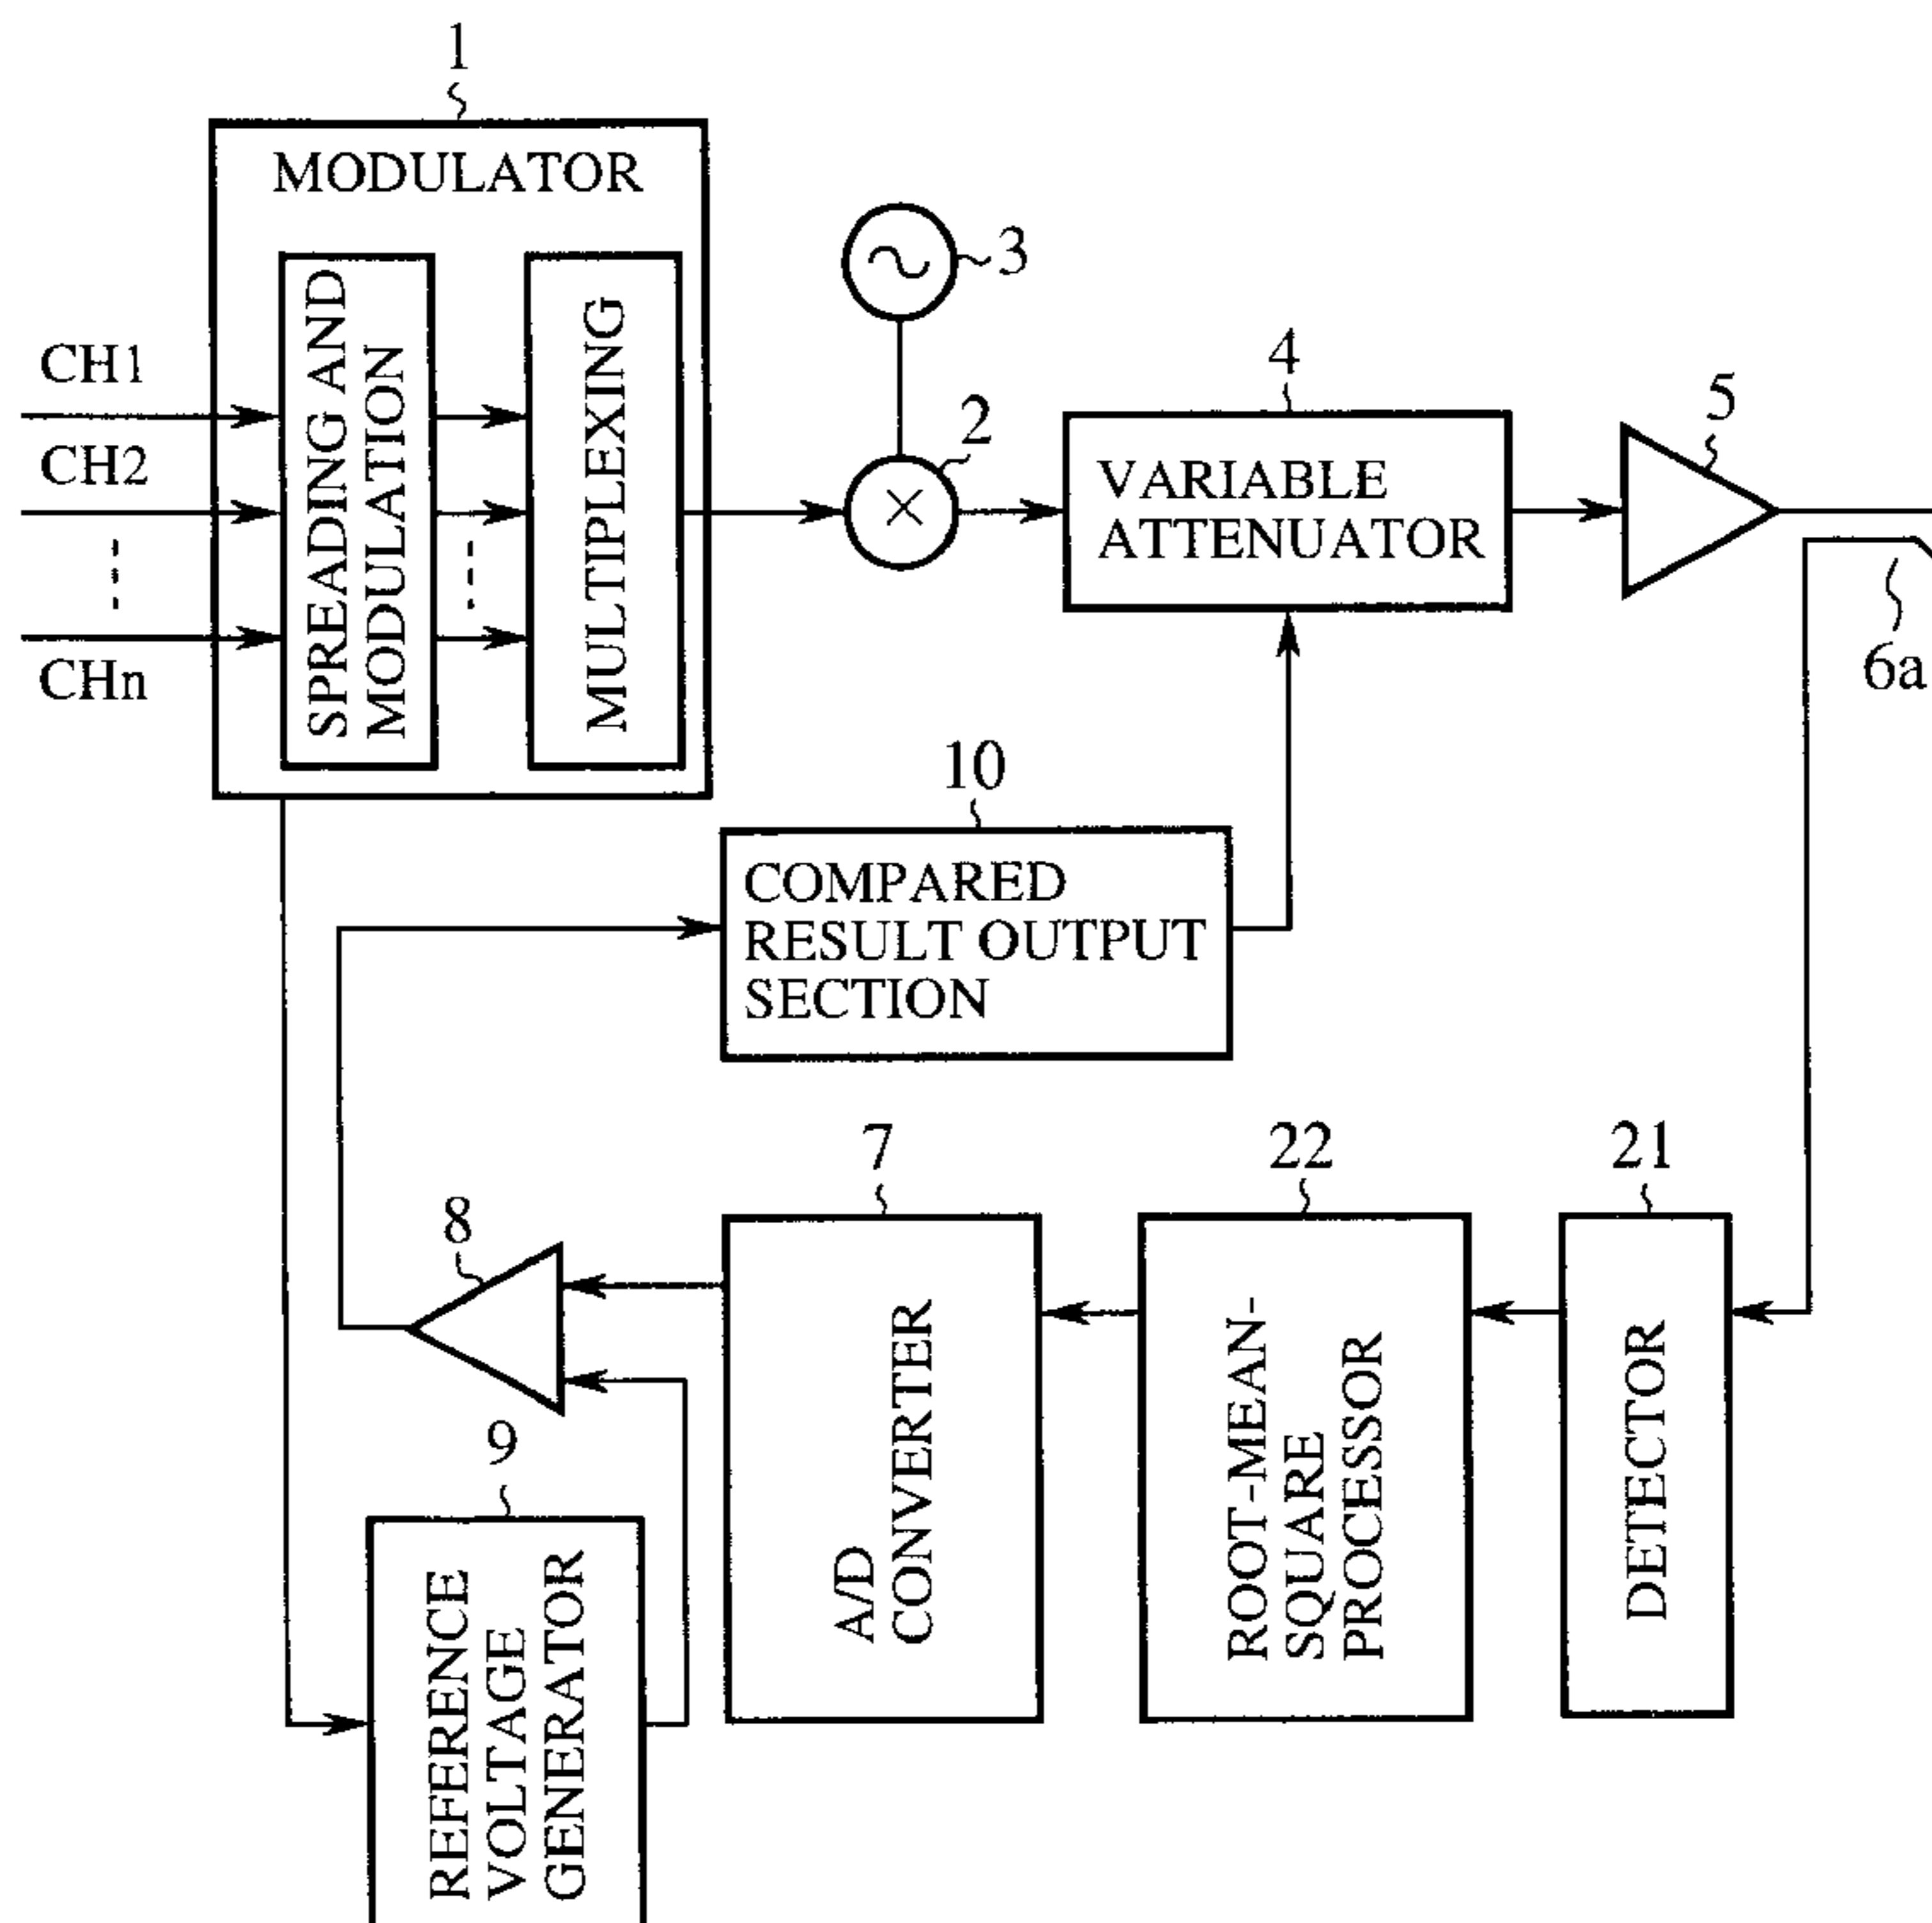 1
MODULATOR
SPREADING AND
MODULATION
MULTIPLEXING
CH1
CH2
CHn
3
2
4
VARIABLE
ATTENUATOR
5
6a
10
COMPARED
RESULT OUTPUT
SECTION
8
7
A/D
CONVERTER
22
ROOT-MEAN-
SQUARE
PROCESSOR
21
DETECTOR
9
REFERENCE
VOLTAGE
GENERATOR